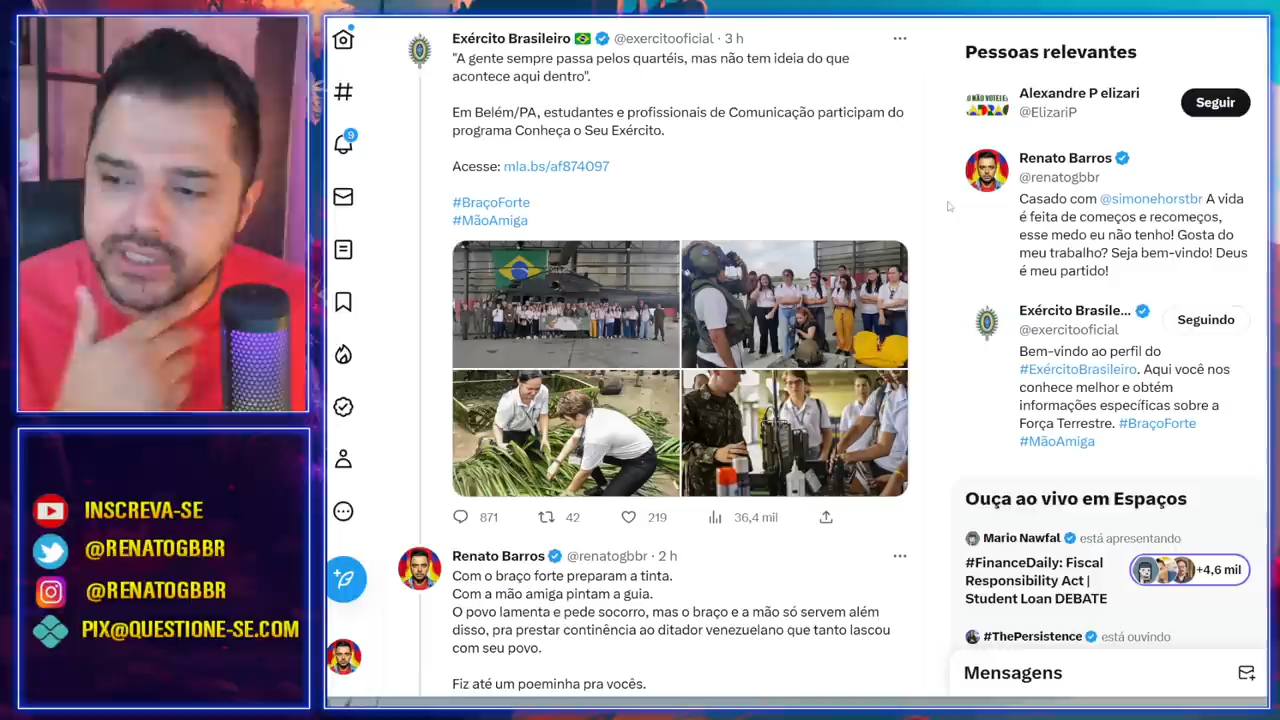 Exército Brasileiro @exercitooficial · 3 h
"A gente sempre passa pelos quartéis, mas não tem ideia do que
acontece aqui dentro".
Em Belém/PA, estudantes e profissionais de Comunicação participam do
programa Conheça o Seu Exército.
Acesse: mla.bs/af874097
#BraçoForte
#MãoAmiga
871 42 219 36,4 mil
Renato Barros @renatogbbr · 2 h
Com o braço forte preparam a tinta.
Com a mão amiga pintam a guia.
O povo lamenta e pede socorro, mas o braço e a mão só servem além
disso, pra prestar continência ao ditador venezuelano que tanto lascou
com seu povo.
Fiz até um poeminha pra vocês.
9
Pessoas relevantes
Alexandre P elizari
@ElizariP
Seguir
Renato Barros
@renatogbbr
Casado com @simonehorstbr A vida
é feita de começos e recomeços,
esse medo eu não tenho! Gosta do
meu trabalho? Seja bem-vindo! Deus
é meu partido!
Exército Brasile...
@exercitooficial
Seguindo
Bem-vindo ao perfil do
#ExércitoBrasileiro. Aqui você nos
conhece melhor e obtém
informações específicas sobre a
Força Terrestre. #BraçoForte
#MãoAmiga
Ouça ao vivo em Espaços
Mario Nawfal está apresentando
#FinanceDaily: Fiscal
Responsibility Act |
Student Loan DEBATE
+4,6 mil
#ThePersistence está ouvindo
Mensagens
INSCREVA-SE
@RENATOGBBR
@RENATOGBBR
PIX@QUESTIONE-SE.COM